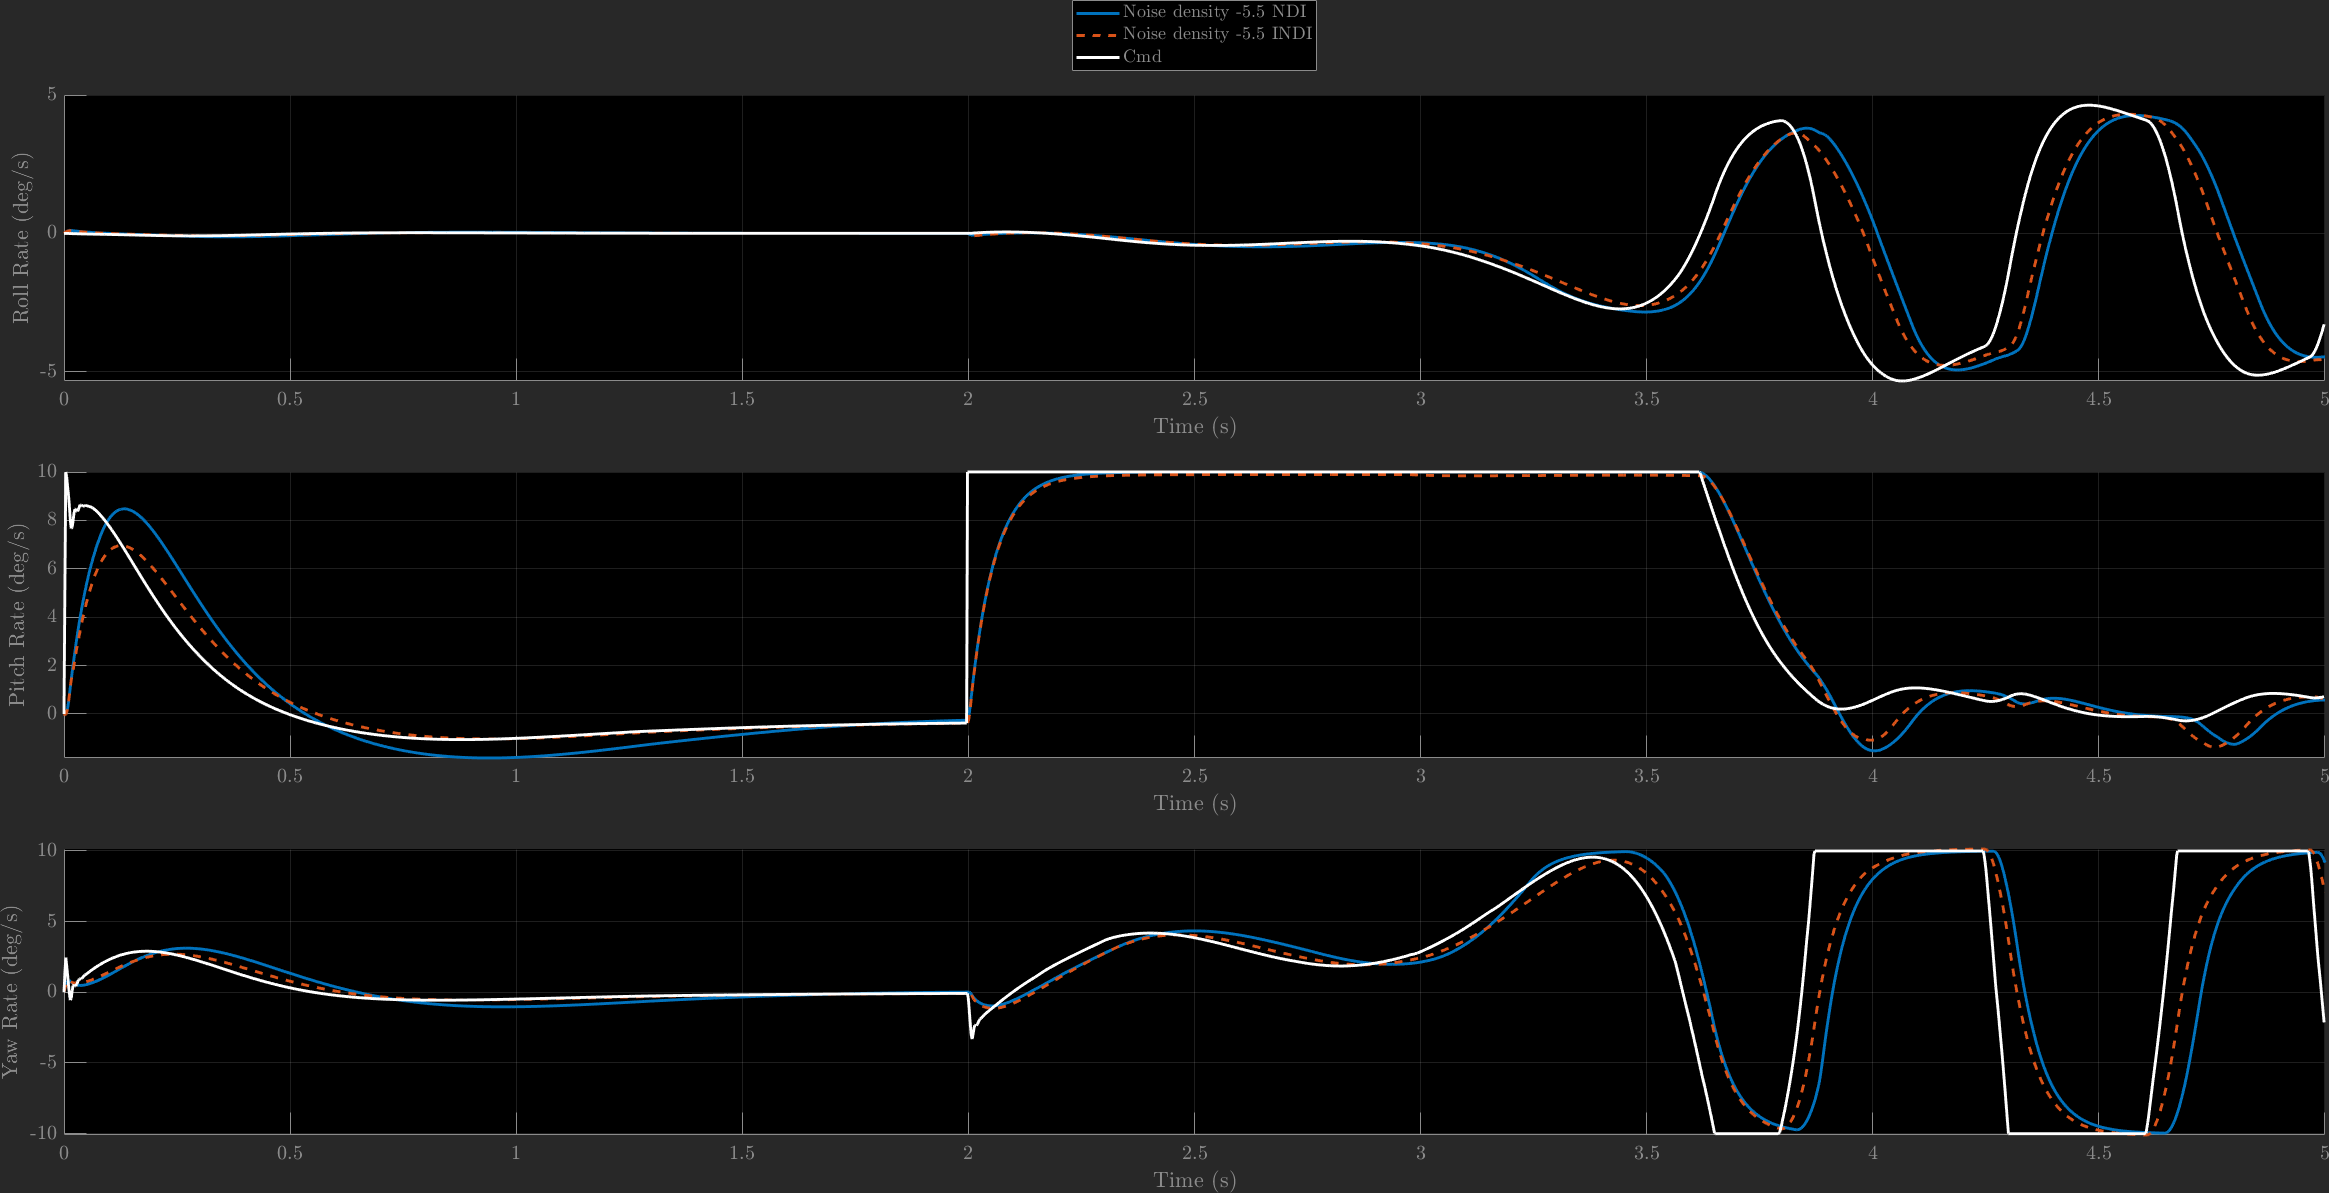 Noise density -5.5 NDI
Noise density -5.5 INDI
Cmd
5
0
-5
Roll Rate (deg/s)
0 0.5 1 1.5 2 2.5 3 3.5 4 4.5 5
Time (s)
10
8
6
4
2
0
Pitch Rate (deg/s)
0 0.5 1 1.5 2 2.5 3 3.5 4 4.5 5
Time (s)
10
5
0
-5
-10
Yaw Rate (deg/s)
0 0.5 1 1.5 2 2.5 3 3.5 4 4.5 5
Time (s)